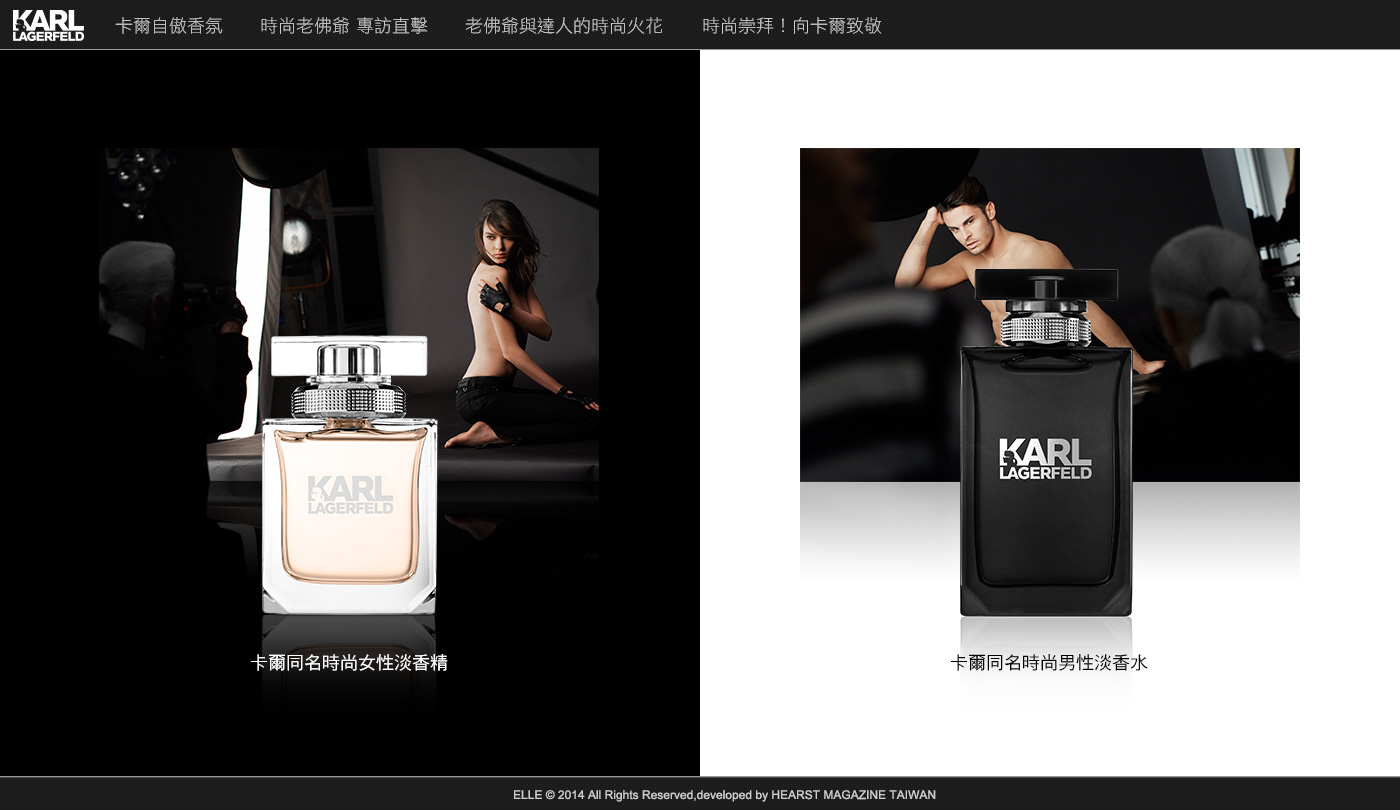 KARL
LAGERFELD
卡爾自傲香氛
時尚老佛爺 專訪直擊
老佛爺與達人的時尚火花
時尚崇拜！向卡爾致敬
KARL
LAGERFELD
KARL
LAGERFELD
卡爾同名時尚女性淡香精
卡爾同名時尚男性淡香水
ELLE © 2014 All Rights Reserved,developed by HEARST MAGAZINE TAIWAN